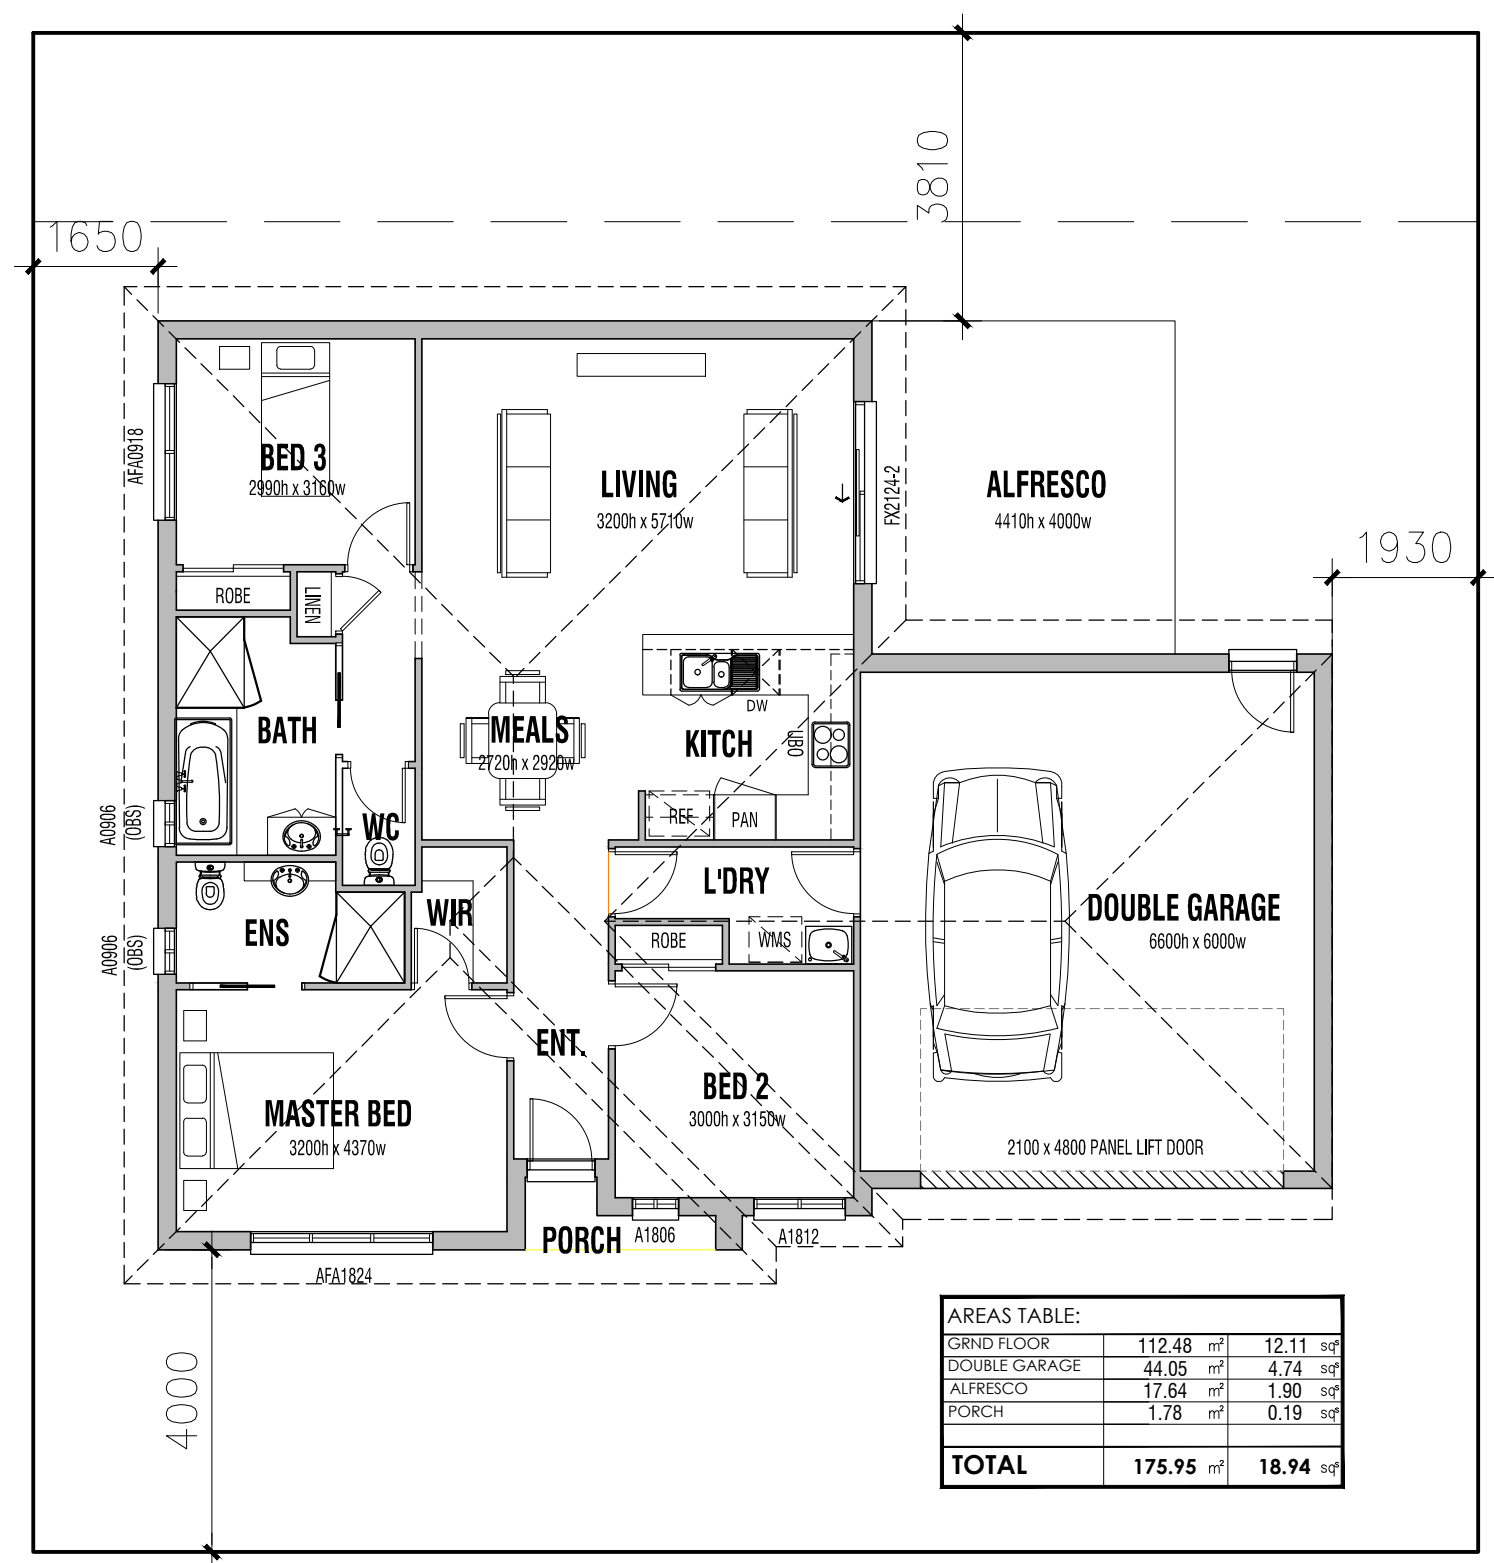 3810
1650
BED 3
2990h x 3160w
AFA0918
LIVING
3200h x 5710w
FX2124-2
ALFRESCO
4410h x 4000w
1930
ROBE
LINEN
BATH
MEALS
2720h x 2920w
DW
KITCH
UBO
REF
PAN
A0906
(OBS)
WC
L'DRY
DOUBLE GARAGE
6600h x 6000w
A0906
(OBS)
ENS
WIR
ROBE
WMS
ENT.
MASTER BED
3200h x 4370w
BED 2
3000h x 3150w
2100 x 4800 PANEL LIFT DOOR
PORCH
A1806
A1812
AFA1824
4000
AREAS TABLE:
GRND FLOOR 112.48 m² 12.11 sqˢ
DOUBLE GARAGE 44.05 m² 4.74 sqˢ
ALFRESCO 17.64 m² 1.90 sqˢ
PORCH 1.78 m² 0.19 sqˢ
TOTAL 175.95 m² 18.94 sqˢ